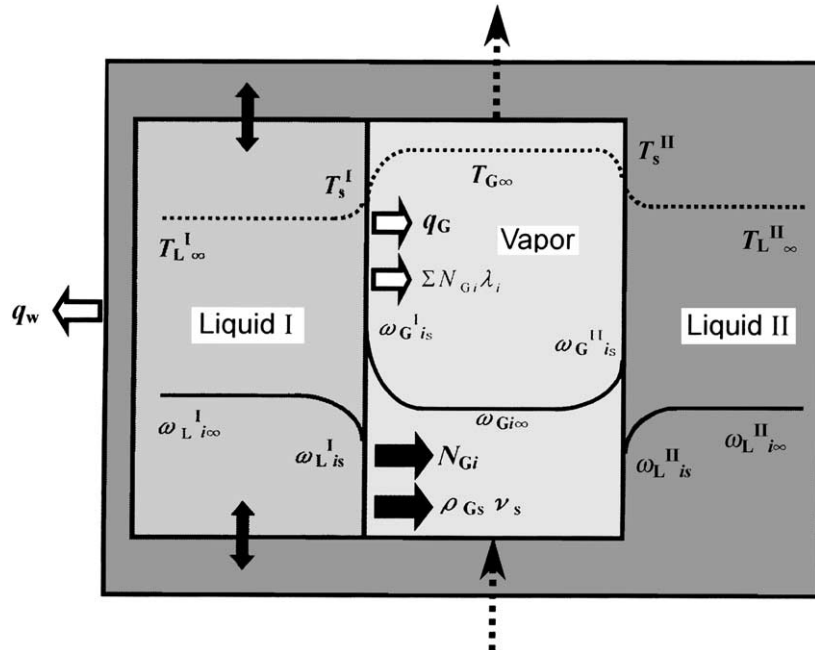 T_s^II
T_s^I
T_G∞
q_G
Vapor
T_L^I_∞
T_L^II_∞
ΣN_Gi λ_i
q_w
Liquid I
ω_G^I_is
ω_G^II_is
Liquid II
ω_L^I_i∞
ω_Gi∞
ω_L^I_is
N_Gi
ω_L^II_is
ω_L^II_i∞
ρ_Gs ν_s